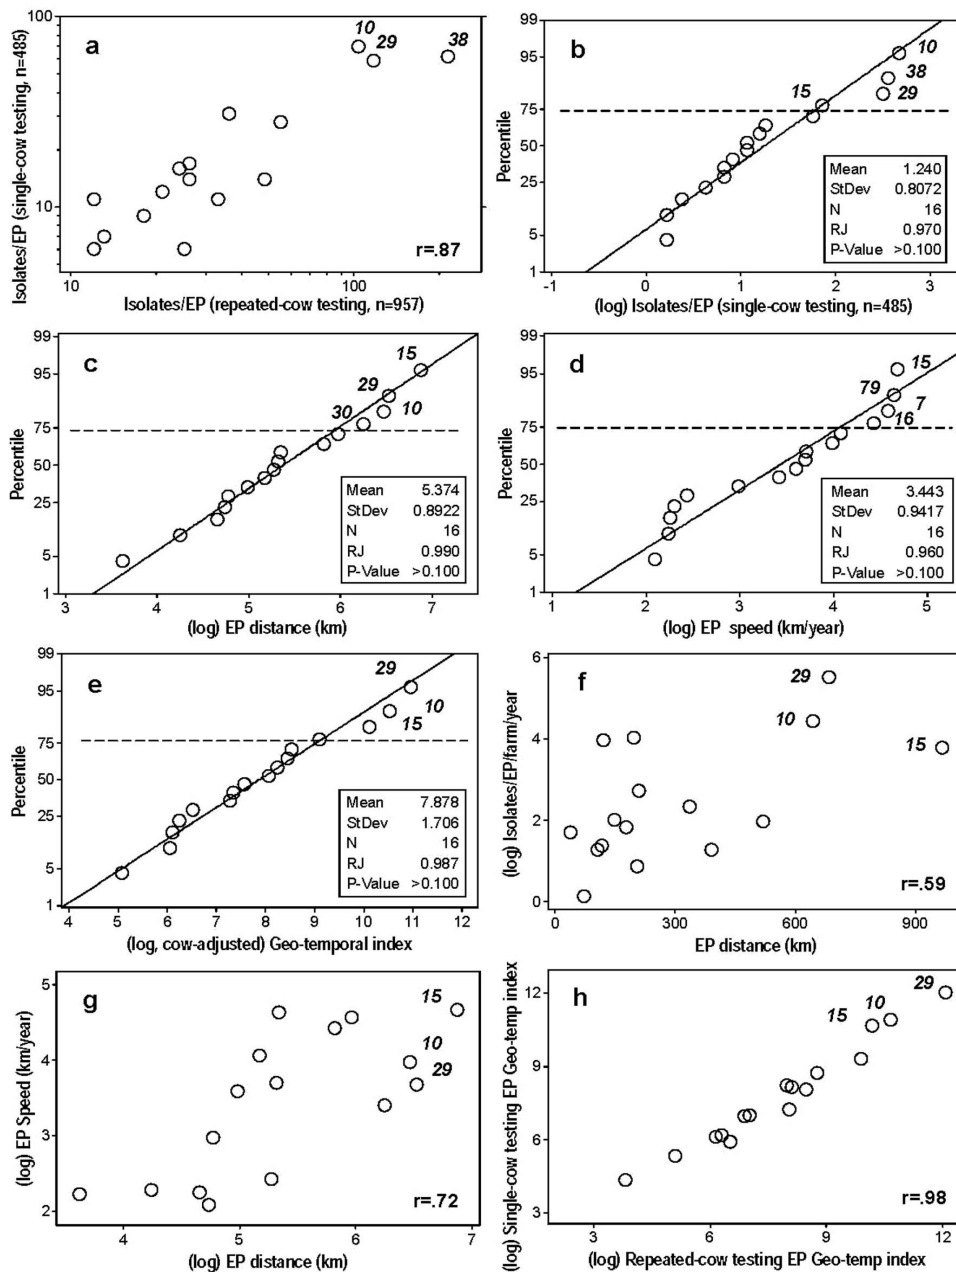 a
100
10
10 29 38
Isolates/EP (single-cow testing, n=485)
r=.87
10 100
Isolates/EP (repeated-cow testing, n=957)
b
99
95
75
50
25
5
1
Percentile
10
38
29
15
Mean 1.240
StDev 0.8072
N 16
RJ 0.970
P-Value >0.100
-1 0 1 2 3
(log) Isolates/EP (single-cow testing, n=485)
c
99
95
75
50
25
5
1
Percentile
15
29
10
30
Mean 5.374
StDev 0.8922
N 16
RJ 0.990
P-Value >0.100
3 4 5 6 7
(log) EP distance (km)
d
99
95
75
50
25
5
1
Percentile
15
79
7
16
Mean 3.443
StDev 0.9417
N 16
RJ 0.960
P-Value >0.100
1 2 3 4 5
(log) EP speed (km/year)
e
99
95
75
50
25
5
1
Percentile
29
10
15
Mean 7.878
StDev 1.706
N 16
RJ 0.987
P-Value >0.100
4 5 6 7 8 9 10 11 12
(log, cow-adjusted) Geo-temporal index
f
6
4
2
0
(log) Isolates/EP/farm/year
29
10
15
r=.59
0 300 600 900
EP distance (km)
g
5
4
3
2
(log) EP Speed (km/year)
15
10
29
r=.72
4 5 6 7
(log) EP distance (km)
h
12
9
6
3
(log) Single-cow testing EP Geo-temp index
29
10
15
r=.98
3 6 9 12
(log) Repeated-cow testing EP Geo-temp index